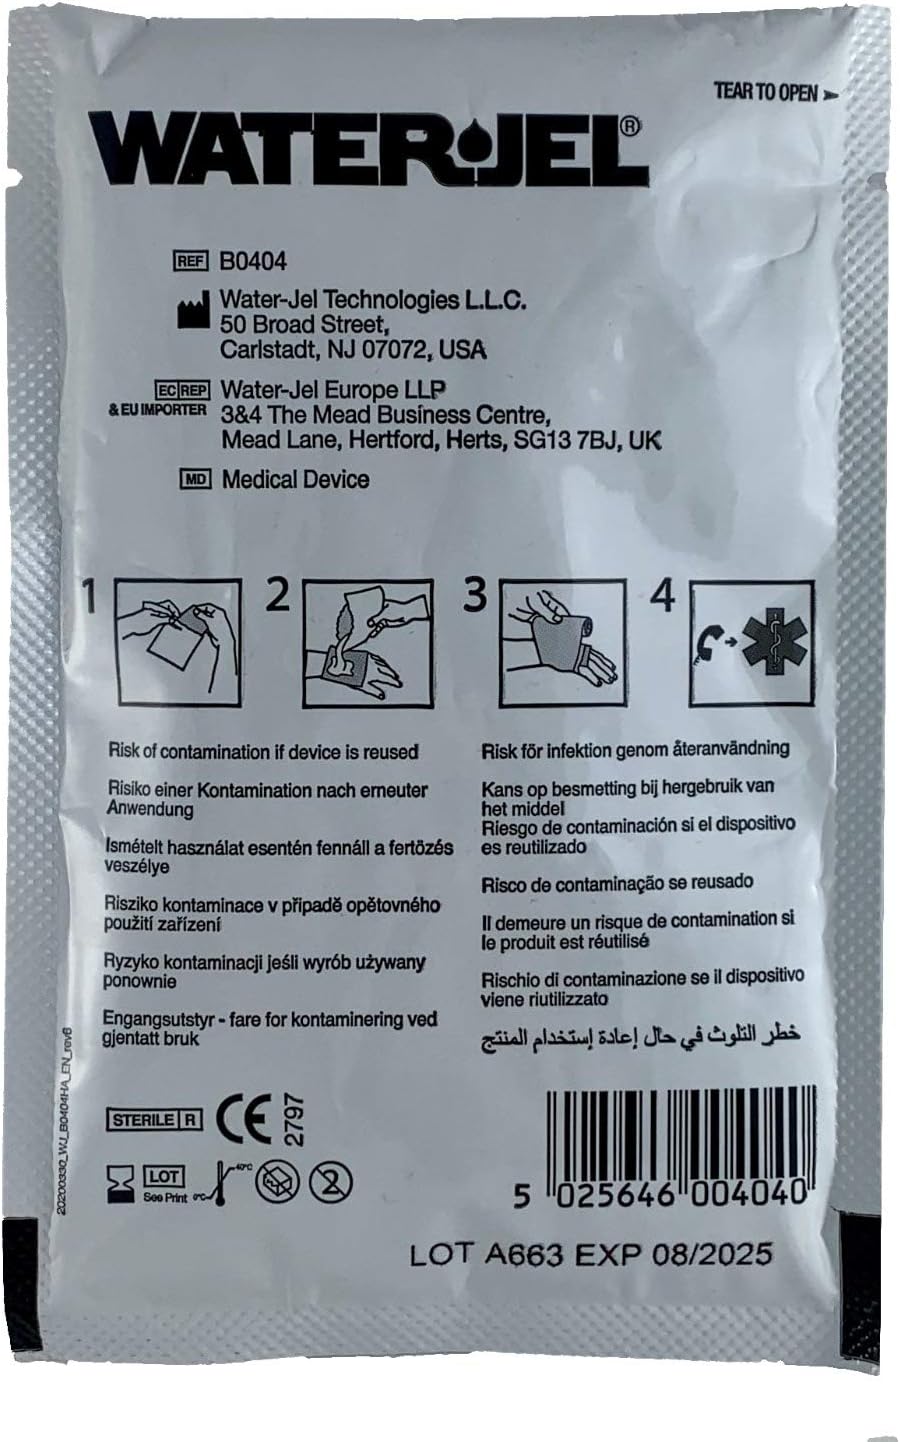 TEAR TO OPEN
WATER-JEL®
REF B0404
Water-Jel Technologies L.L.C.
50 Broad Street,
Carlstadt, NJ 07072, USA
EC REP Water-Jel Europe LLP
& EU IMPORTER 3&4 The Mead Business Centre,
Mead Lane, Hertford, Herts, SG13 7BJ, UK
MD Medical Device
1 2 3 4
Risk of contamination if device is reused
Risiko einer Kontamination nach erneuter
Anwendung
Ismételt használat esentén fennáll a fertözés
veszélye
Risziko kontaminace v připadě opětovného
použití zařízení
Ryzyko kontaminacji jeśli wyrób używany
ponownie
Engangsutstyr - fare for kontaminering ved
gjentatt bruk
Risk för infektion genom återanvändning
Kans op besmetting bij hergebruik van
het middel
Riesgo de contaminación si el dispositivo
es reutilizado
Risco de contaminação se reusado
Il demeure un risque de contamination si
le produit est réutilisé
Rischio di contaminazione se il dispositivo
viene riutilizzato
خطر التلوث في حال إعادة إستخدام المنتج
20200330_WJ_B0404HA_EN_rev6
STERILE R CE 2797
LOT
See Print 0°C 40°C 2
5 025646 004040
LOT A663 EXP 08/2025